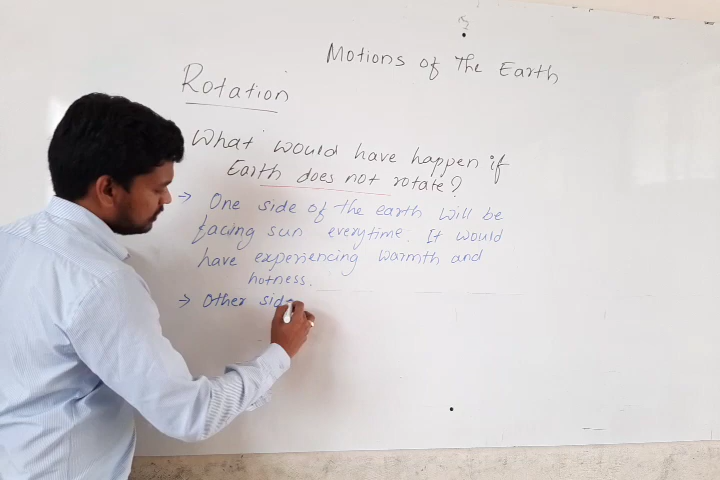 Motions of The Earth
Rotation
What would have happen if
Earth does not rotate?
→ One side of the earth will be
facing sun everytime. It would
have experiencing warmth and
hotness.
→ Other side